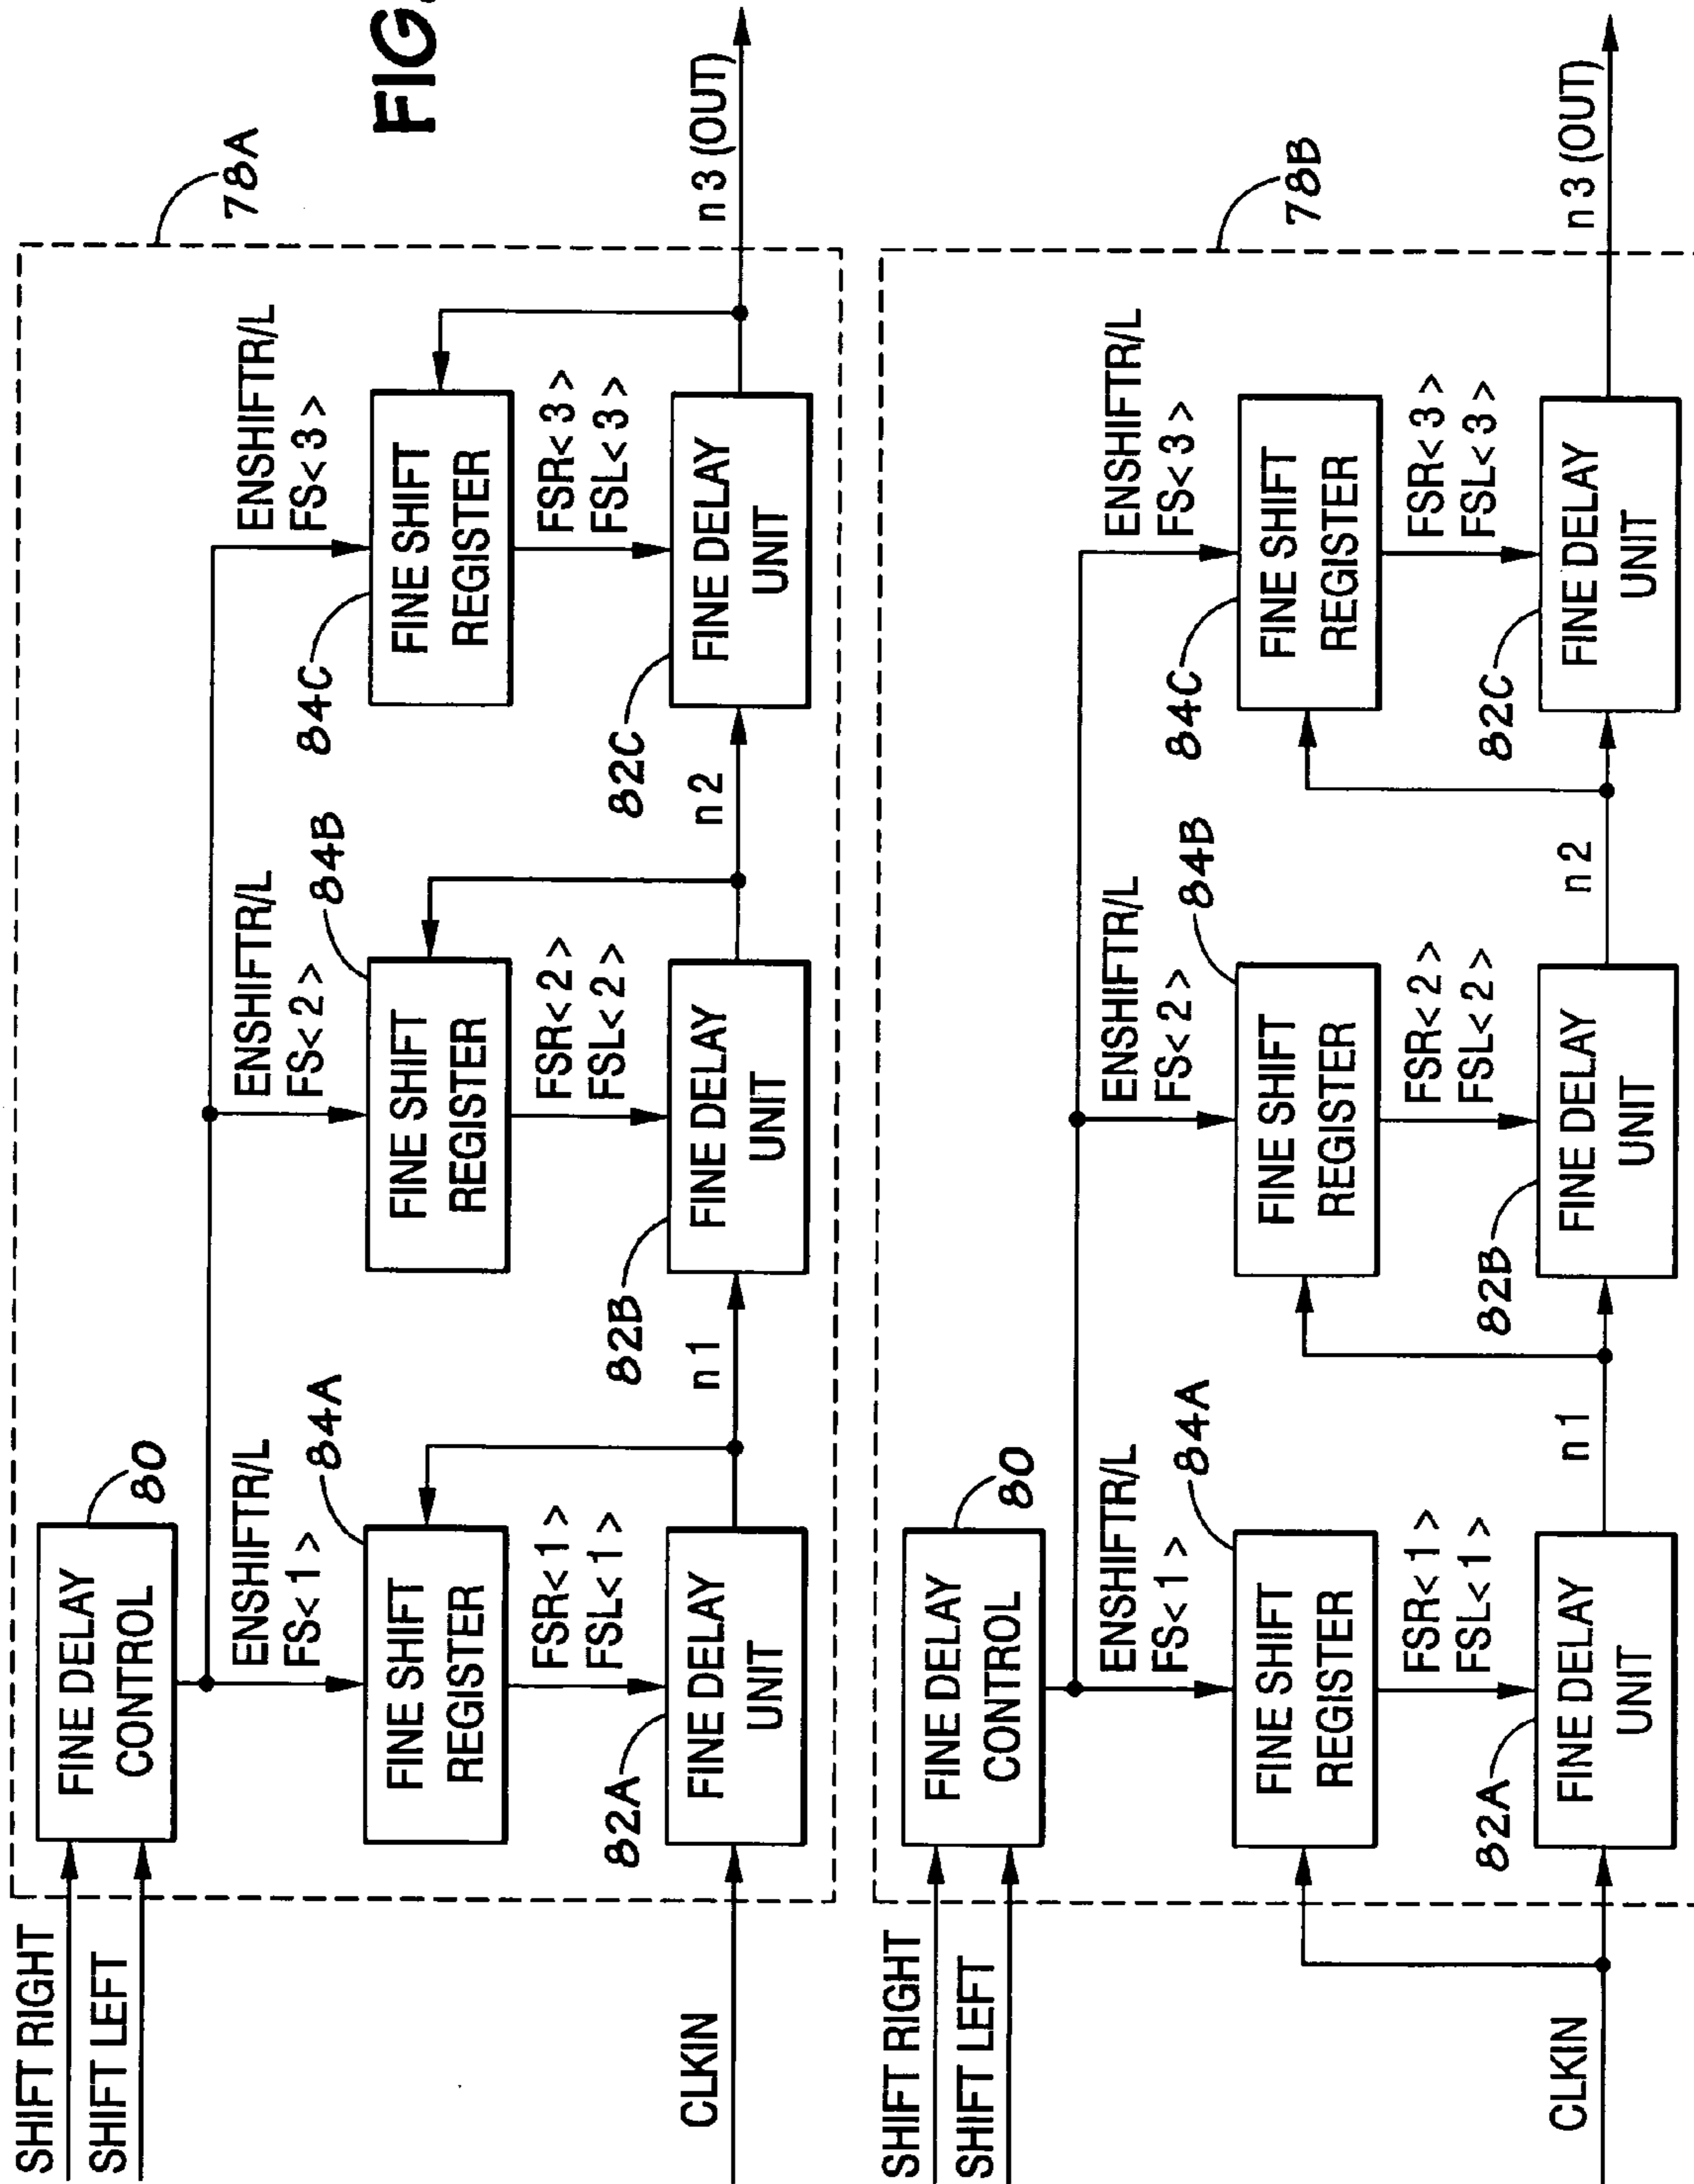 FIG.
78A
SHIFT RIGHT
SHIFT LEFT
FINE DELAY
CONTROL
80
ENSHIFTR/L
FS<1>
ENSHIFTR/L
FS<2>
ENSHIFTR/L
FS<3>
84A
84B
84C
FINE SHIFT
REGISTER
FINE SHIFT
REGISTER
FINE SHIFT
REGISTER
FSR<1>
FSL<1>
FSR<2>
FSL<2>
FSR<3>
FSL<3>
82A
82B
82C
CLKIN
FINE DELAY
UNIT
n1
FINE DELAY
UNIT
n2
FINE DELAY
UNIT
n3 (OUT)
78B
SHIFT RIGHT
SHIFT LEFT
FINE DELAY
CONTROL
80
ENSHIFTR/L
FS<1>
ENSHIFTR/L
FS<2>
ENSHIFTR/L
FS<3>
84A
84B
84C
FINE SHIFT
REGISTER
FINE SHIFT
REGISTER
FINE SHIFT
REGISTER
FSR<1>
FSL<1>
FSR<2>
FSL<2>
FSR<3>
FSL<3>
82A
82B
82C
CLKIN
FINE DELAY
UNIT
n1
FINE DELAY
UNIT
n2
FINE DELAY
UNIT
n3 (OUT)